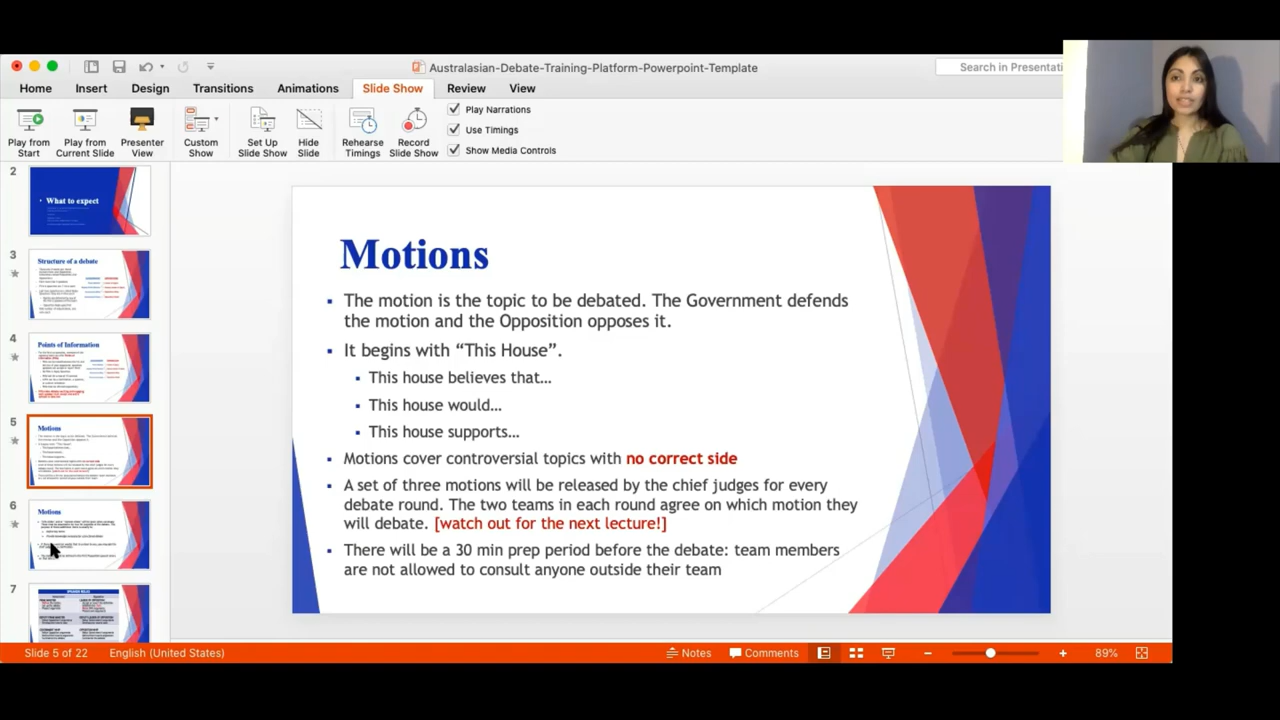 Australasian-Debate-Training-Platform-Powerpoint-Template
Search in Presentati
Home Insert Design Transitions Animations Slide Show Review View
Play from Start
Play from Current Slide
Presenter View
Custom Show
Set Up Slide Show
Hide Slide
Rehearse Timings
Record Slide Show
Play Narrations
Use Timings
Show Media Controls
2
What to expect
3
Structure of a debate
4
Points of Information
5
Motions
6
Motions
7
Motions
The motion is the topic to be debated. The Government defends
the motion and the Opposition opposes it.
It begins with “This House”.
This house believes that…
This house would…
This house supports…
Motions cover controversial topics with no correct side
A set of three motions will be released by the chief judges for every
debate round. The two teams in each round agree on which motion they
will debate. [watch out for the next lecture!]
There will be a 30 min prep period before the debate: team members
are not allowed to consult anyone outside their team
Slide 5 of 22 English (United States) Notes Comments 89%